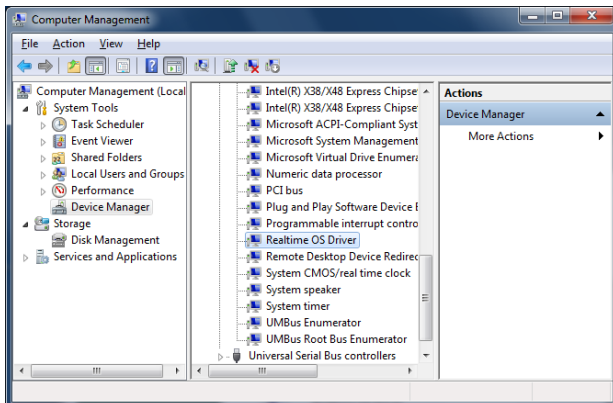 Computer Management
File Action View Help
Computer Management (Local
System Tools
Task Scheduler
Event Viewer
Shared Folders
Local Users and Groups
Performance
Device Manager
Storage
Disk Management
Services and Applications
Intel(R) X38/X48 Express Chipse
Intel(R) X38/X48 Express Chipse
Microsoft ACPI-Compliant Syst
Microsoft System Management
Microsoft Virtual Drive Enumera
Numeric data processor
PCI bus
Plug and Play Software Device E
Programmable interrupt contro
Realtime OS Driver
Remote Desktop Device Redirec
System CMOS/real time clock
System speaker
System timer
UMBus Enumerator
UMBus Root Bus Enumerator
Universal Serial Bus controllers
Actions
Device Manager
More Actions